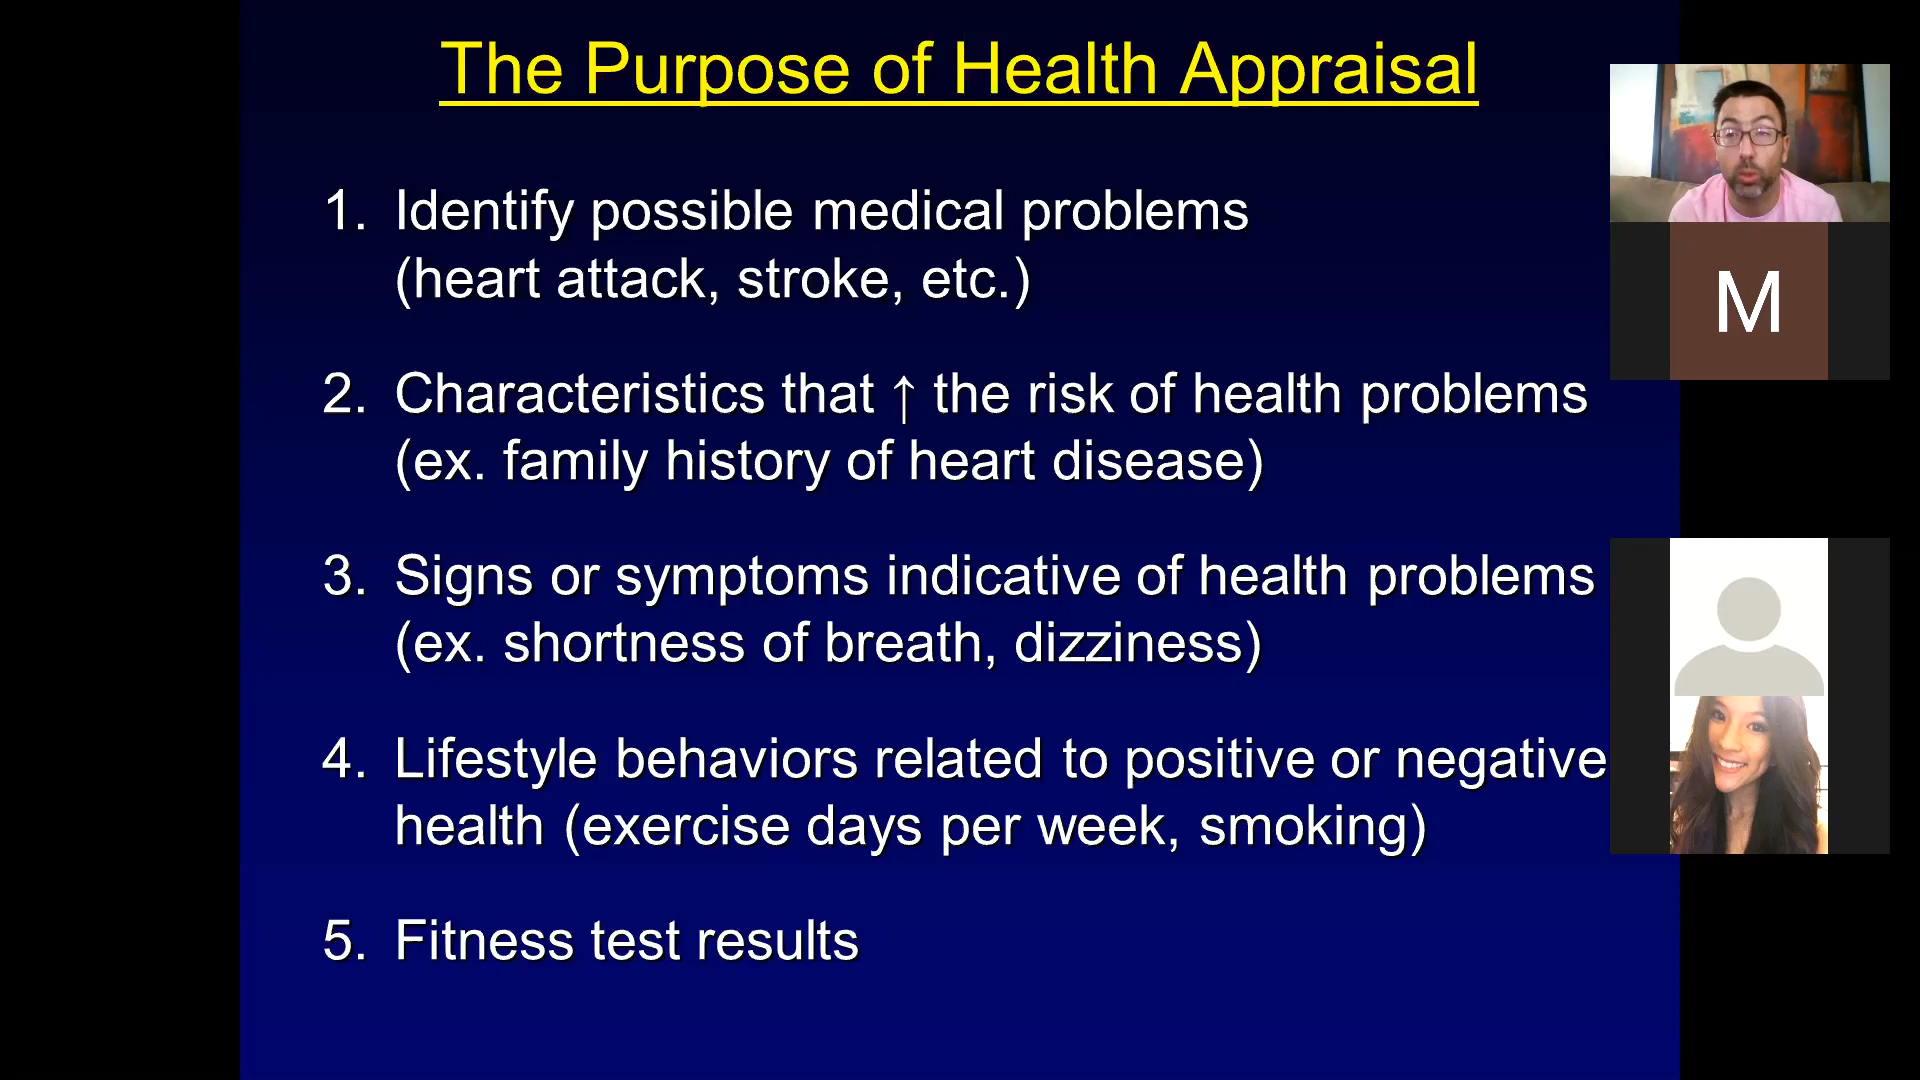 The Purpose of Health Appraisal
1. Identify possible medical problems
(heart attack, stroke, etc.)
2. Characteristics that ↑ the risk of health problems
(ex. family history of heart disease)
3. Signs or symptoms indicative of health problems
(ex. shortness of breath, dizziness)
4. Lifestyle behaviors related to positive or negative
health (exercise days per week, smoking)
5. Fitness test results
M